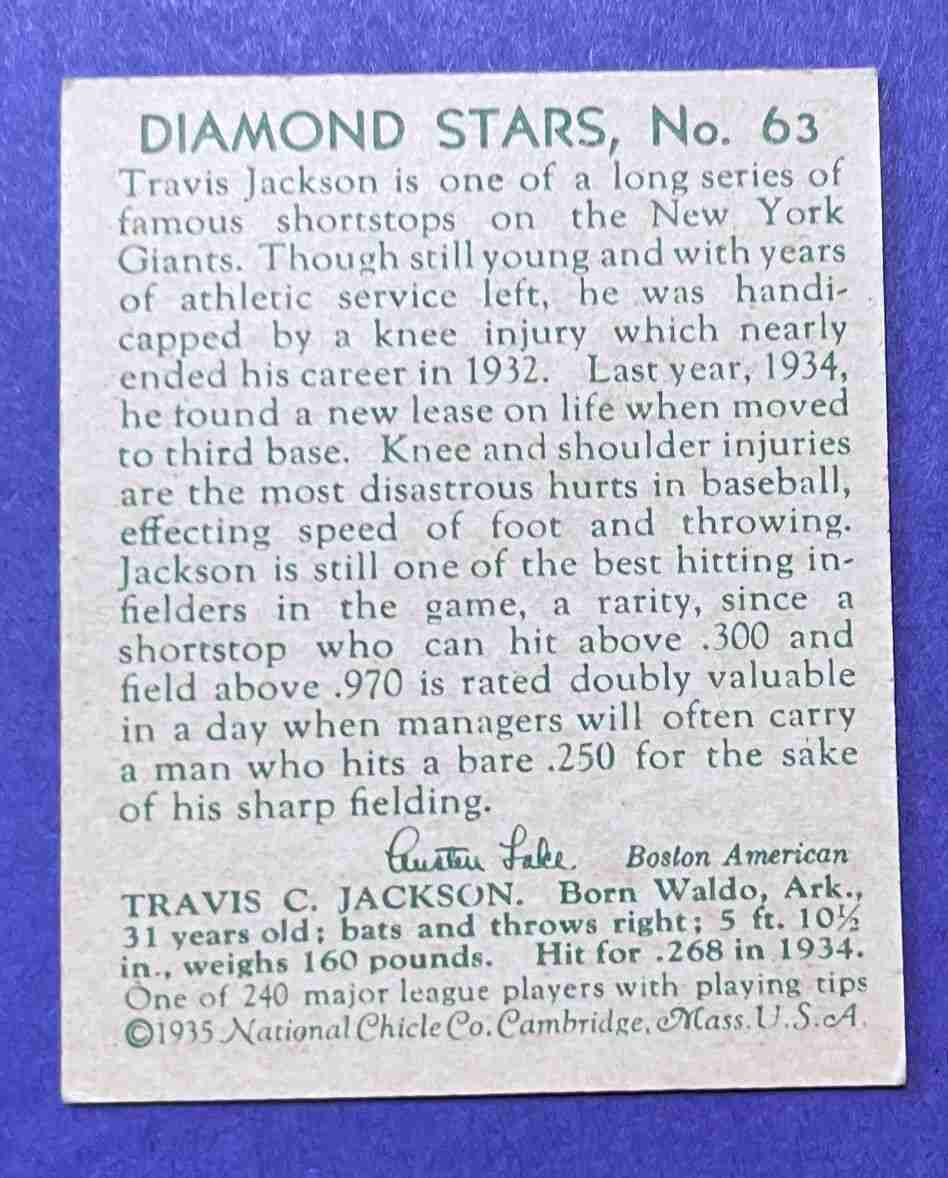 DIAMOND STARS, No. 63
Travis Jackson is one of a long series of
famous shortstops on the New York
Giants. Though still young and with years
of athletic service left, he was handi-
capped by a knee injury which nearly
ended his career in 1932. Last year, 1934,
he found a new lease on life when moved
to third base. Knee and shoulder injuries
are the most disastrous hurts in baseball,
effecting speed of foot and throwing.
Jackson is still one of the best hitting in-
fielders in the game, a rarity, since a
shortstop who can hit above .300 and
field above .970 is rated doubly valuable
in a day when managers will often carry
a man who hits a bare .250 for the sake
of his sharp fielding.
Austen Lake Boston American
TRAVIS C. JACKSON. Born Waldo, Ark.,
31 years old; bats and throws right; 5 ft. 10½
in., weighs 160 pounds. Hit for .268 in 1934.
One of 240 major league players with playing tips
©1935 National Chicle Co. Cambridge, Mass. U.S.A.